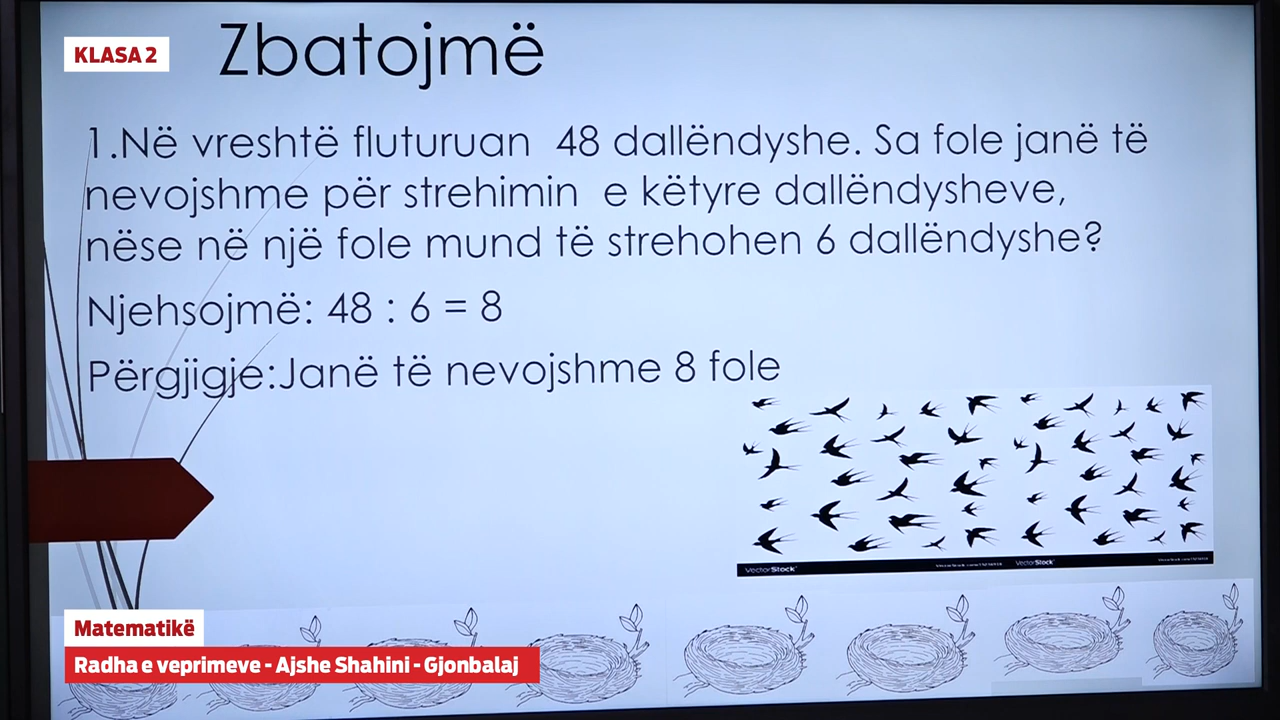 KLASA 2
Zbatojmë
1.Në vreshtë fluturuan 48 dallëndyshe. Sa fole janë të
nevojshme për strehimin e këtyre dallëndysheve,
nëse në një fole mund të strehohen 6 dallëndyshe?
Njehsojmë: 48 : 6 = 8
Përgjigje:Janë të nevojshme 8 fole
VectorStock
VectorStock
Matematikë
Radha e veprimeve - Ajshe Shahini - Gjonbalaj